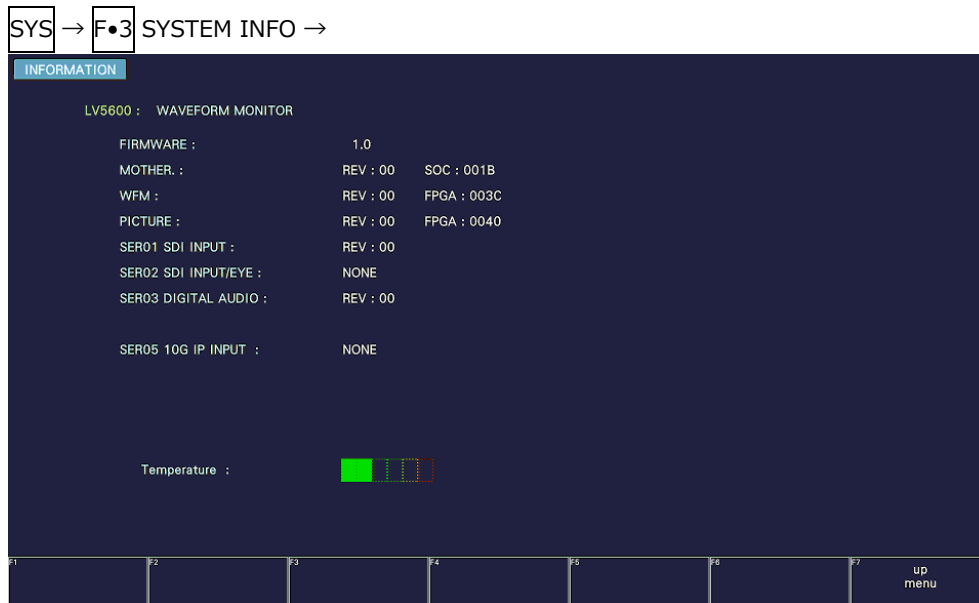 SYS → F•3 SYSTEM INFO →
INFORMATION
LV5600 : WAVEFORM MONITOR
FIRMWARE : 1.0
MOTHER. : REV : 00 SOC : 001B
WFM : REV : 00 FPGA : 003C
PICTURE : REV : 00 FPGA : 0040
SER01 SDI INPUT : REV : 00
SER02 SDI INPUT/EYE : NONE
SER03 DIGITAL AUDIO : REV : 00
SER05 10G IP INPUT : NONE
Temperature :
F1 F2 F3 F4 F5 F6 F7 up
menu